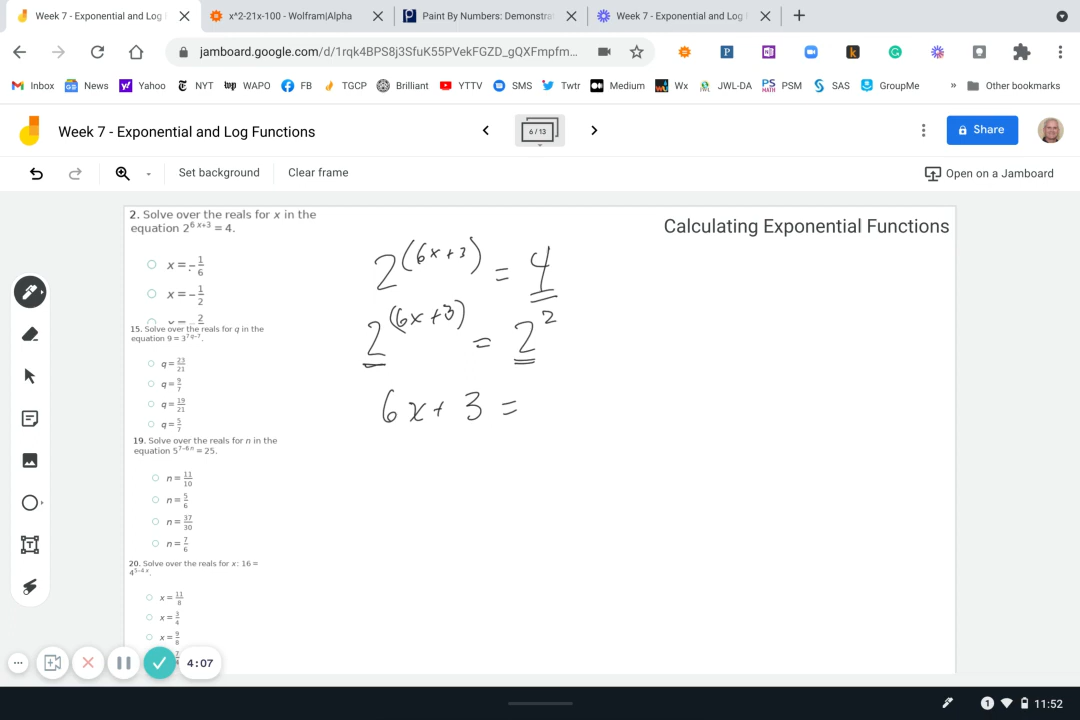 Week 7 - Exponential and Log
x^2-21x-100 - Wolfram|Alpha
Paint By Numbers: Demonstra
Week 7 - Exponential and Log
jamboard.google.com/d/1rqk4BPS8j3SfuK55PVekFGZD_gQXFmpfm...
Inbox News Yahoo NYT WAPO FB TGCP Brilliant YTTV SMS Twtr Medium Wx JWL-DA PSM SAS GroupMe » Other bookmarks
Week 7 - Exponential and Log Functions
6 / 13
Share
Set background
Clear frame
Open on a Jamboard
Calculating Exponential Functions
2. Solve over the reals for x in the
equation 2^(6x+3) = 4.
x = -1/6
x = -1/2
15. Solve over the reals for q in the
equation 9 = 3^(7q-7).
q = 23/21
q = 9/7
q = 19/21
q = 5/7
19. Solve over the reals for n in the
equation 5^(7-6n) = 25.
n = 11/10
n = 5/6
n = 37/30
n = 7/6
20. Solve over the reals for x: 16 =
4^(5-4x).
x = 11/8
x = 3/4
x = 9/8
2^(6x+3) = 4
2^(6x+3) = 2^2
6x + 3 =
4:07
1
11:52